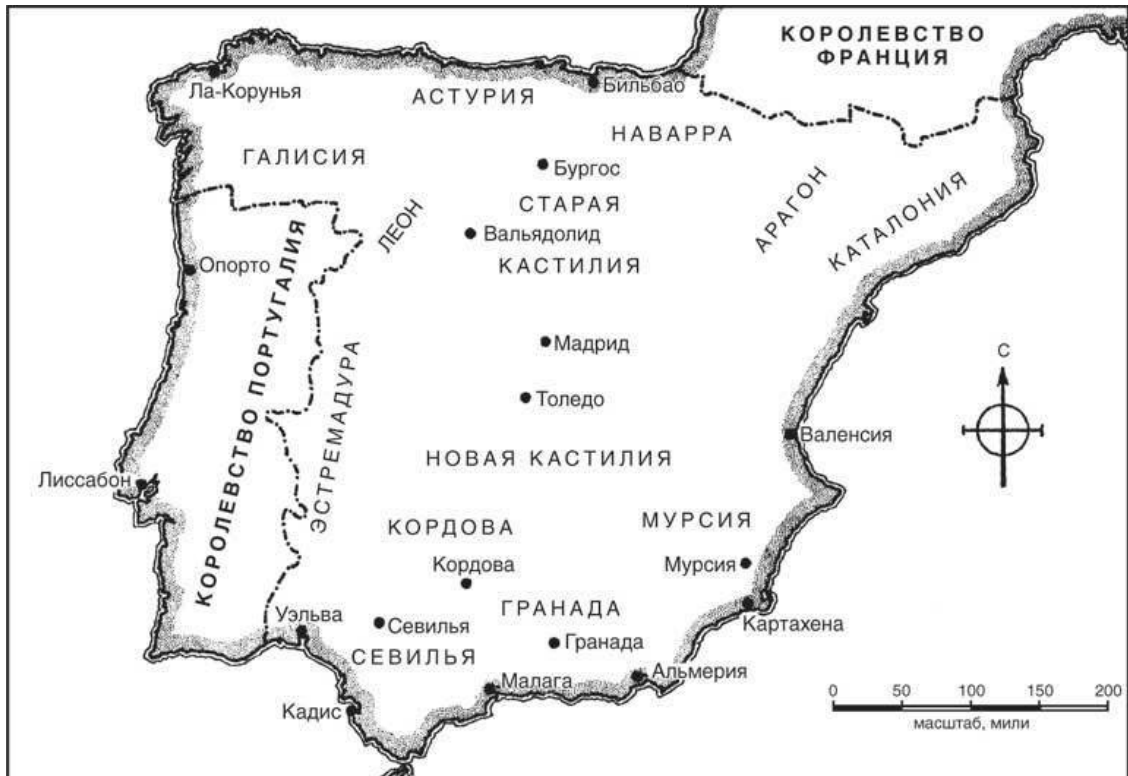 КОРОЛЕВСТВО
ФРАНЦИЯ
Ла-Корунья
АСТУРИЯ
Бильбао
НАВАРРА
ГАЛИСИЯ
Бургос
СТАРАЯ
АРАГОН
ЛЕОН
КАТАЛОНИЯ
Вальядолид
Опорто
КАСТИЛИЯ
КОРОЛЕВСТВО ПОРТУГАЛИЯ
Мадрид
С
ЭСТРЕМАДУРА
Толедо
Валенсия
НОВАЯ КАСТИЛИЯ
Лиссабон
КОРДОВА
МУРСИЯ
Кордова
Мурсия
ГРАНАДА
Уэльва
Севилья
Картахена
Гранада
СЕВИЛЬЯ
Альмерия
Малага
Кадис
0 50 100 150 200
масштаб, мили